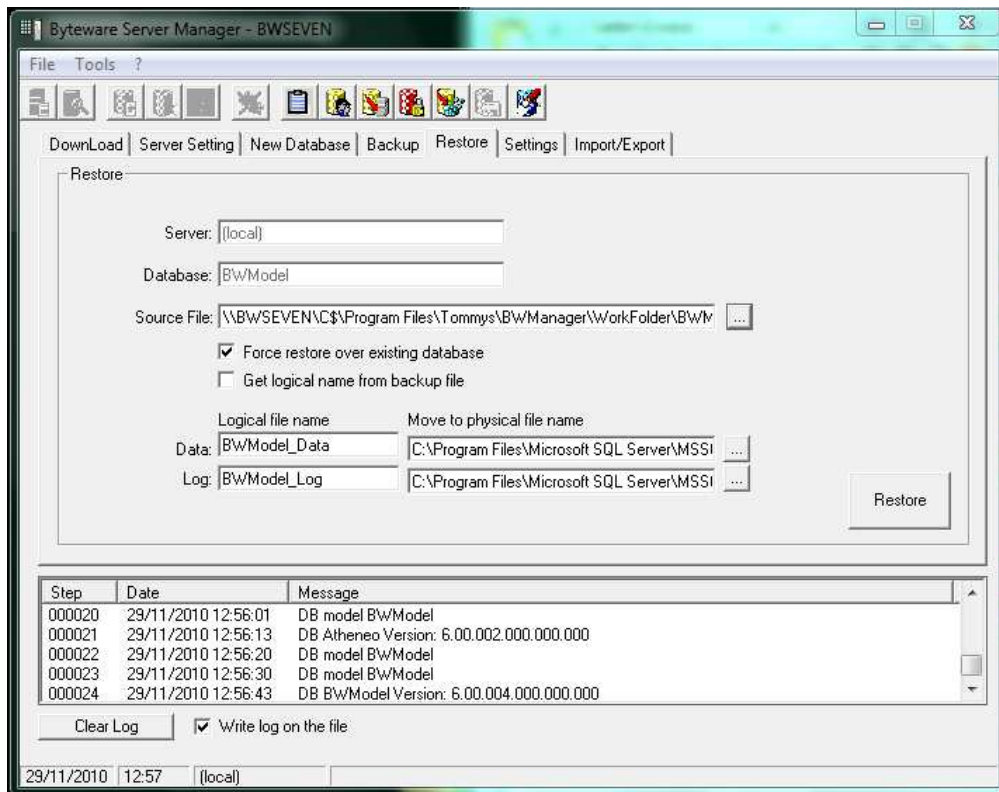 Byteware Server Manager - BWSEVEN
File Tools ?
DownLoad Server Setting New Database Backup Restore Settings Import/Export
Restore
Server: (local)
Database: BWModel
Source File: \\BWSEVEN\C$\Program Files\Tommys\BWManager\WorkFolder\BWM ...
Force restore over existing database
Get logical name from backup file
Logical file name Move to physical file name
Data: BWModel_Data C:\Program Files\Microsoft SQL Server\MSS ...
Log: BWModel_Log C:\Program Files\Microsoft SQL Server\MSS ...
Restore
Step Date Message
000020 29/11/2010 12:56:01 DB model BWModel
000021 29/11/2010 12:56:13 DB Atheneo Version: 6.00.002.000.000.000
000022 29/11/2010 12:56:20 DB model BWModel
000023 29/11/2010 12:56:30 DB model BWModel
000024 29/11/2010 12:56:43 DB BWModel Version: 6.00.004.000.000.000
Clear Log Write log on the file
29/11/2010 12:57 (local)